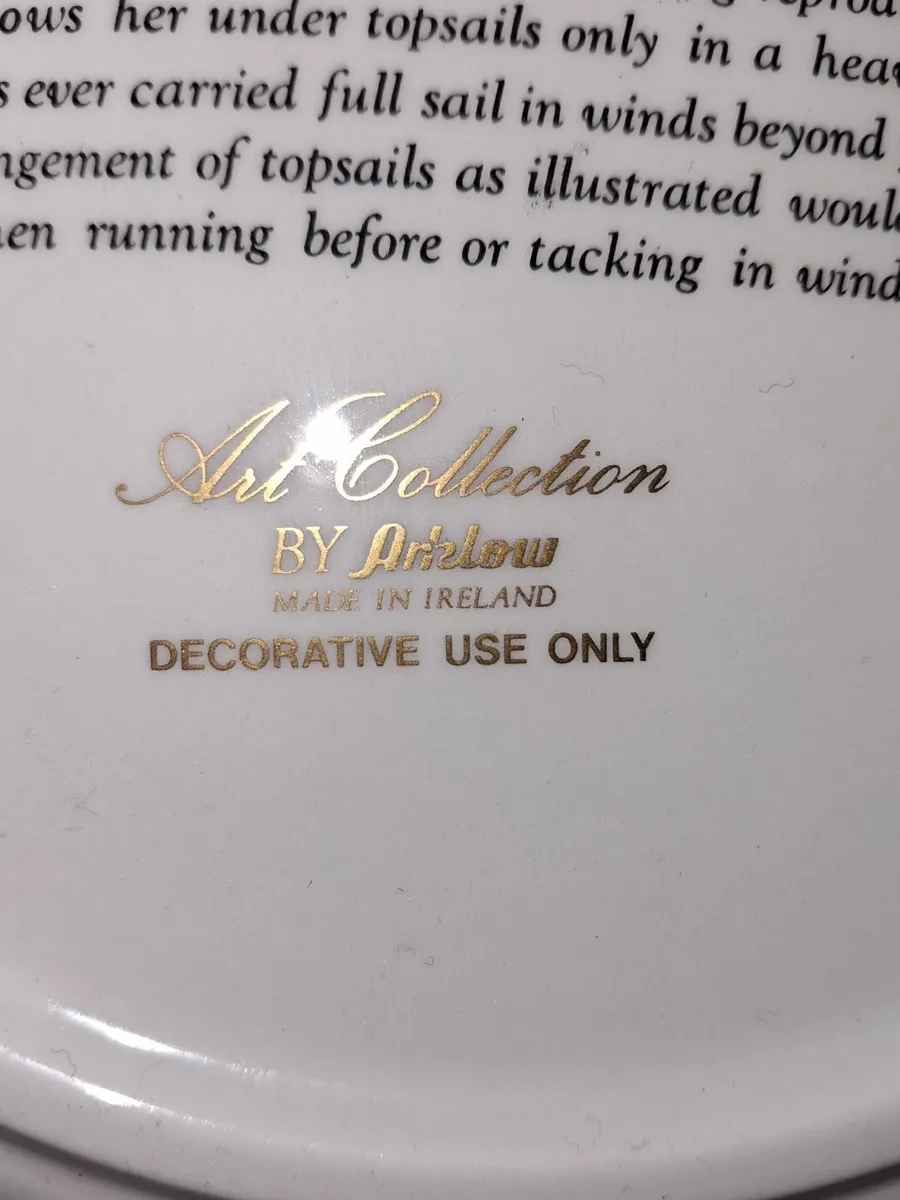 ows her under topsails only in a hea
s ever carried full sail in winds beyond
ngement of topsails as illustrated woul
en running before or tacking in wind
Art Collection
BY Arklow
MADE IN IRELAND
DECORATIVE USE ONLY